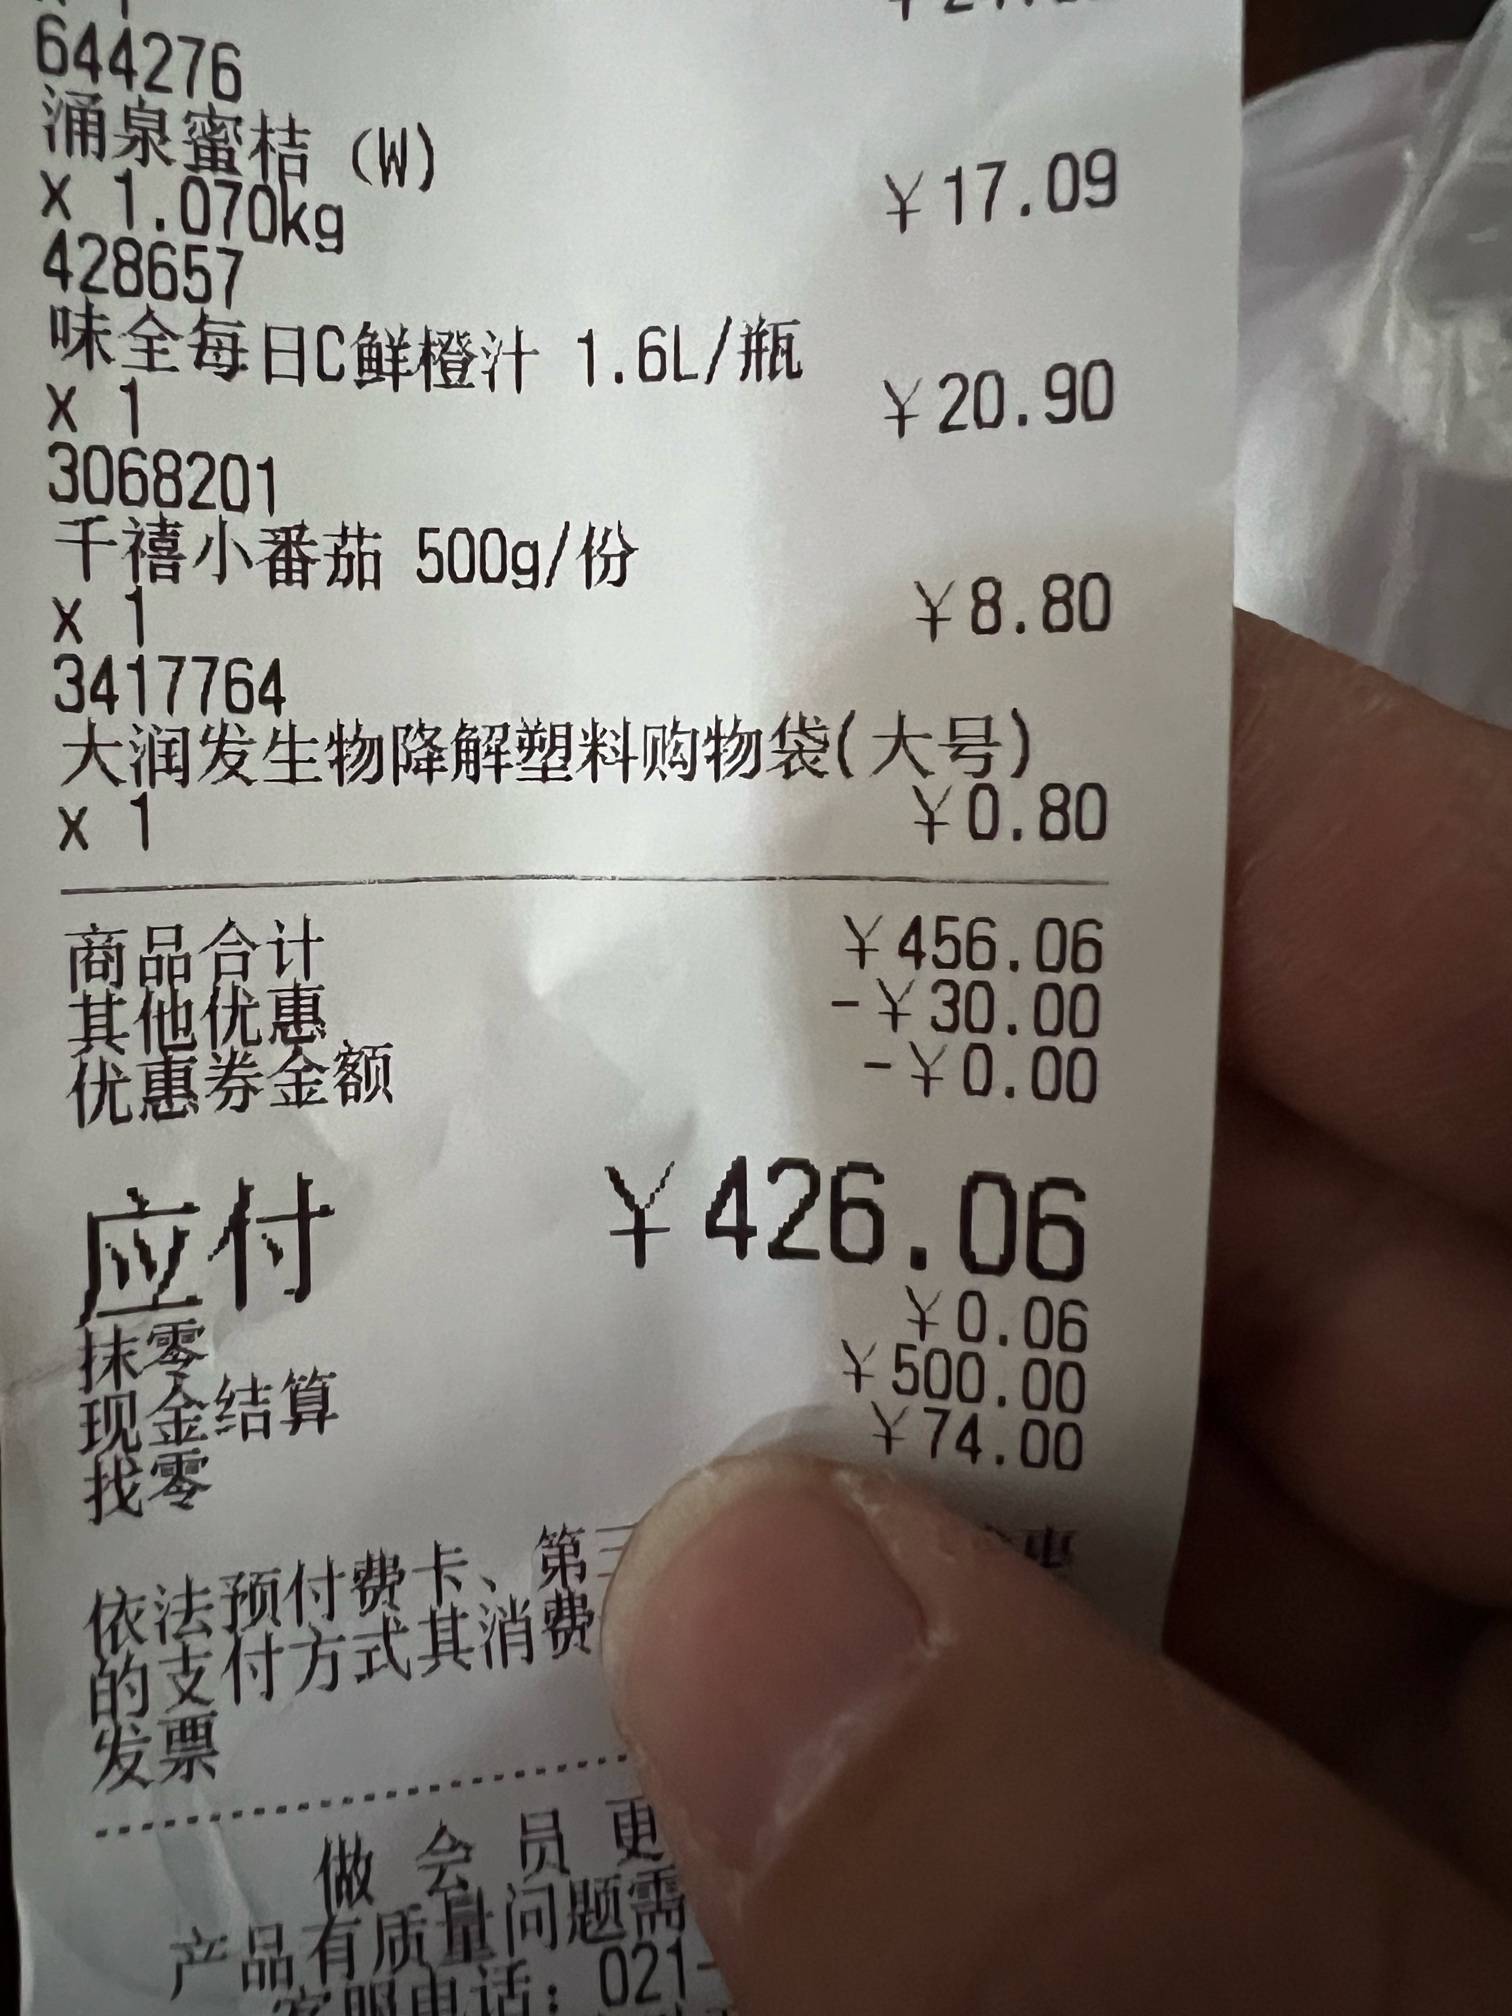 644276
涌泉蜜桔 (W)
x 1.070kg ￥17.09
428657
味全每日C鲜橙汁 1.6L/瓶
x 1 ￥20.90
3068201
千禧小番茄 500g/份
x 1 ￥8.80
3417764
大润发生物降解塑料购物袋(大号)
x 1 ￥0.80
商品合计 ￥456.06
其他优惠 -￥30.00
优惠券金额 -￥0.00
应付 ￥426.06
抹零 ￥0.06
现金结算 ￥500.00
找零 ￥74.00
依法预付费卡、第三
的支付方式其消费
发票
做 会 员 更
产品有质量问题需
客服电话: 021-